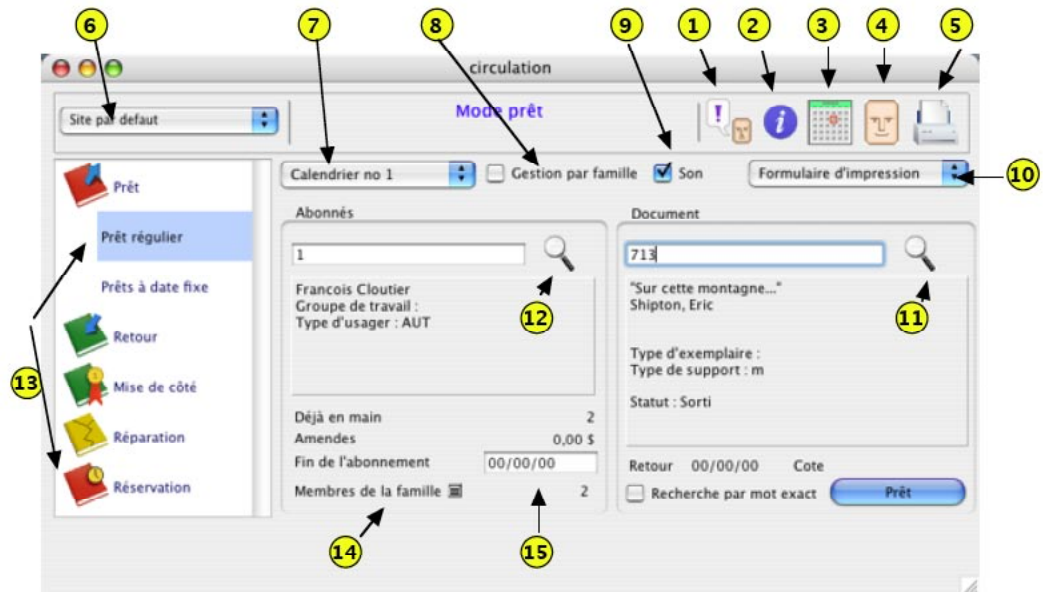 6
7
8
9
1
2
3
4
5
circulation
Site par defaut
Mode prêt
Calendrier no 1
Gestion par famille
Son
Formulaire d'impression
10
Prêt
Prêt régulier
Prêts à date fixe
Retour
Mise de côté
Réparation
Réservation
13
Abonnés
1
12
Francois Cloutier
Groupe de travail :
Type d'usager : AUT
Déjà en main 2
Amendes 0,00 $
Fin de l'abonnement 00/00/00
Membres de la famille 2
14
15
Document
713
11
"Sur cette montagne..."
Shipton, Eric
Type d'exemplaire :
Type de support : m
Statut : Sorti
Retour 00/00/00 Cote
Recherche par mot exact
Prêt